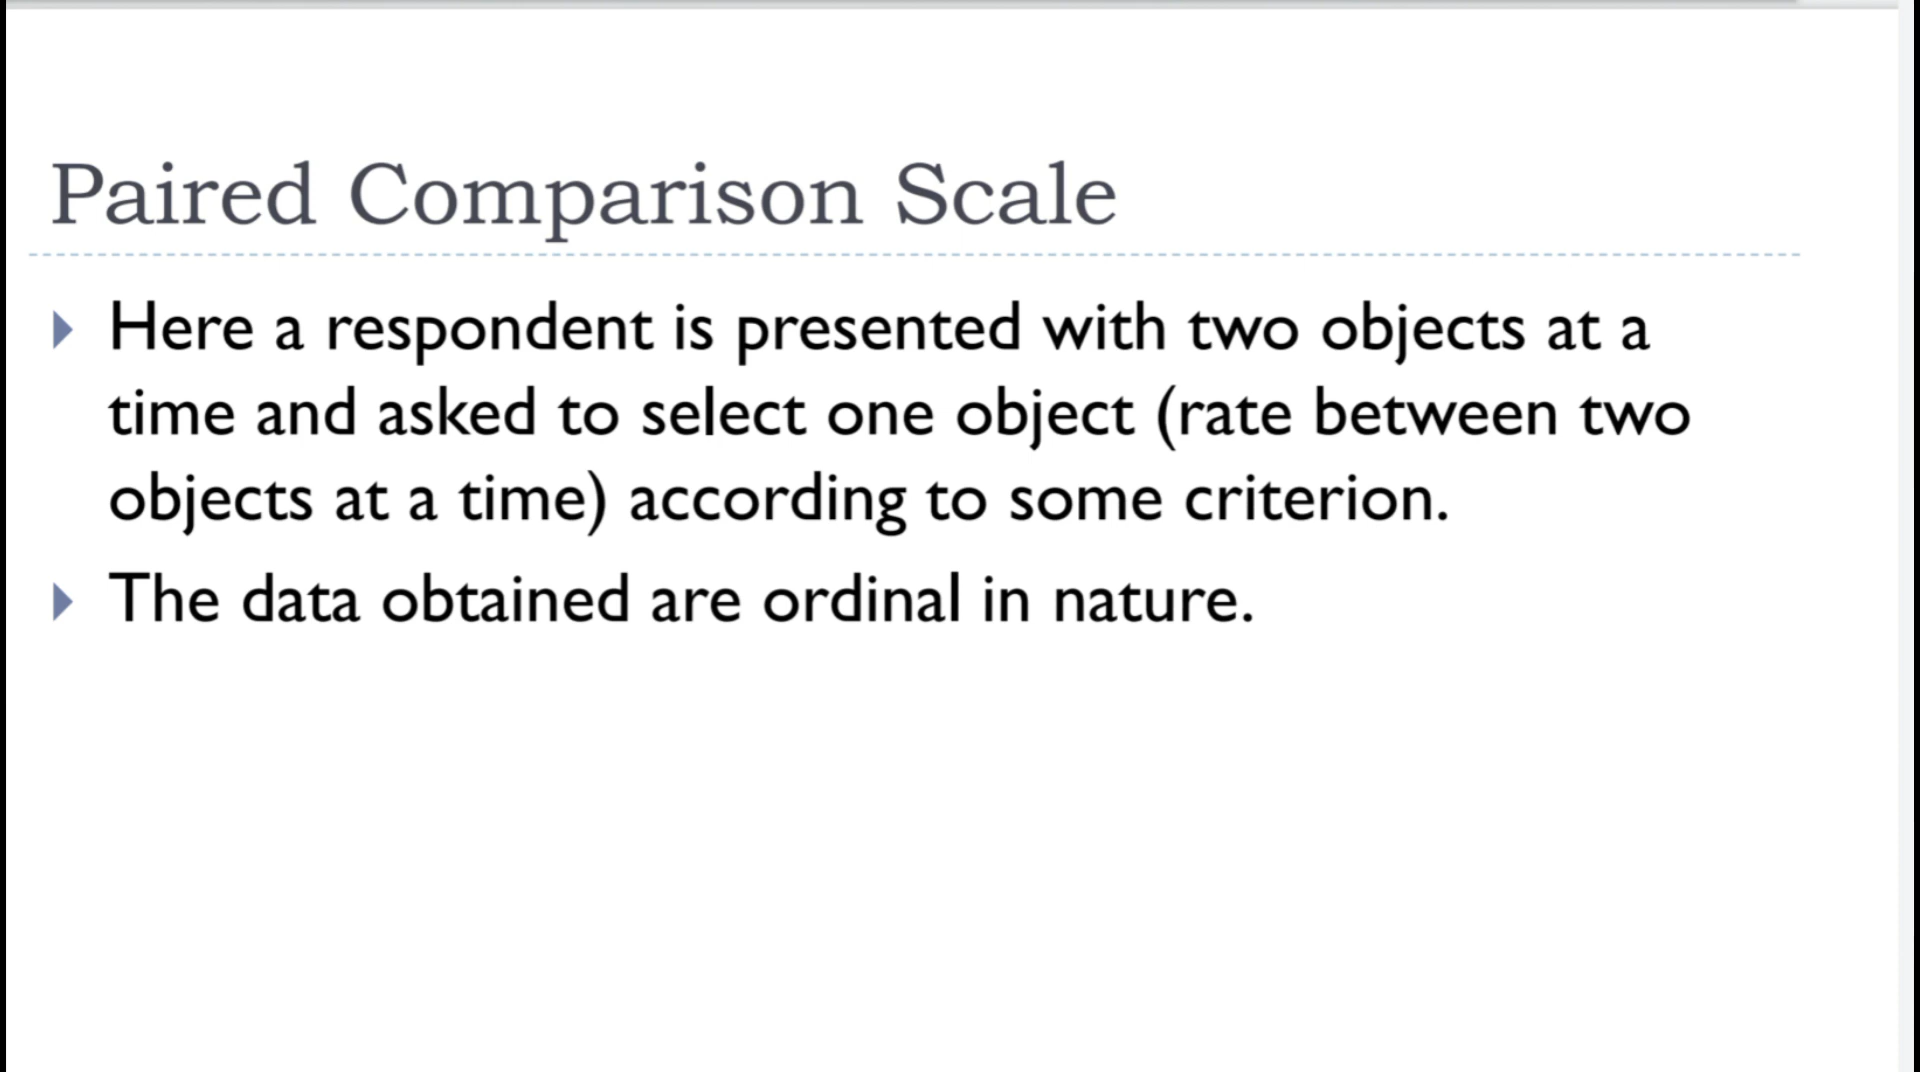 Paired Comparison Scale
Here a respondent is presented with two objects at a
time and asked to select one object (rate between two
objects at a time) according to some criterion.
The data obtained are ordinal in nature.